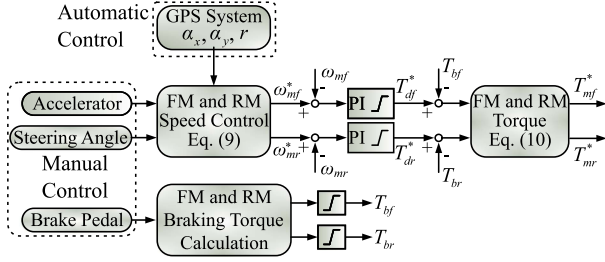 Automatic
Control
GPS System
αx, αy, r
Accelerator
Steering Angle
Manual
Control
Brake Pedal
FM and RM
Speed Control
Eq. (9)
ω*mf
ω*mr
ωmf
-
+
+
-
ωmr
PI
PI
T*df
T*dr
Tbf
-
+
+
-
Tbr
FM and RM
Torque
Eq. (10)
T*mf
T*mr
FM and RM
Braking Torque
Calculation
Tbf
Tbr